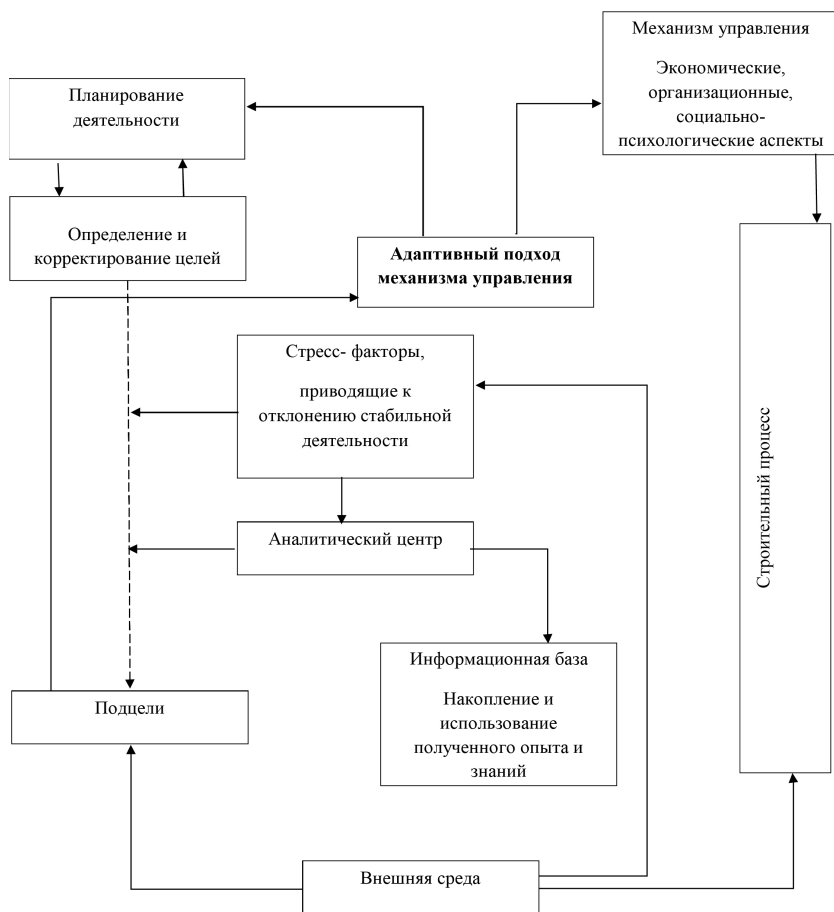 Механизм управления
Экономические,
организационные,
социально-
психологические аспекты
Планирование
деятельности
Определение и
корректирование целей
Адаптивный подход
механизма управления
Стресс- факторы,
приводящие к
отклонению стабильной
деятельности
Строительный процесс
Аналитический центр
Информационная база
Накопление и
использование
полученного опыта и
знаний
Подцели
Внешняя среда